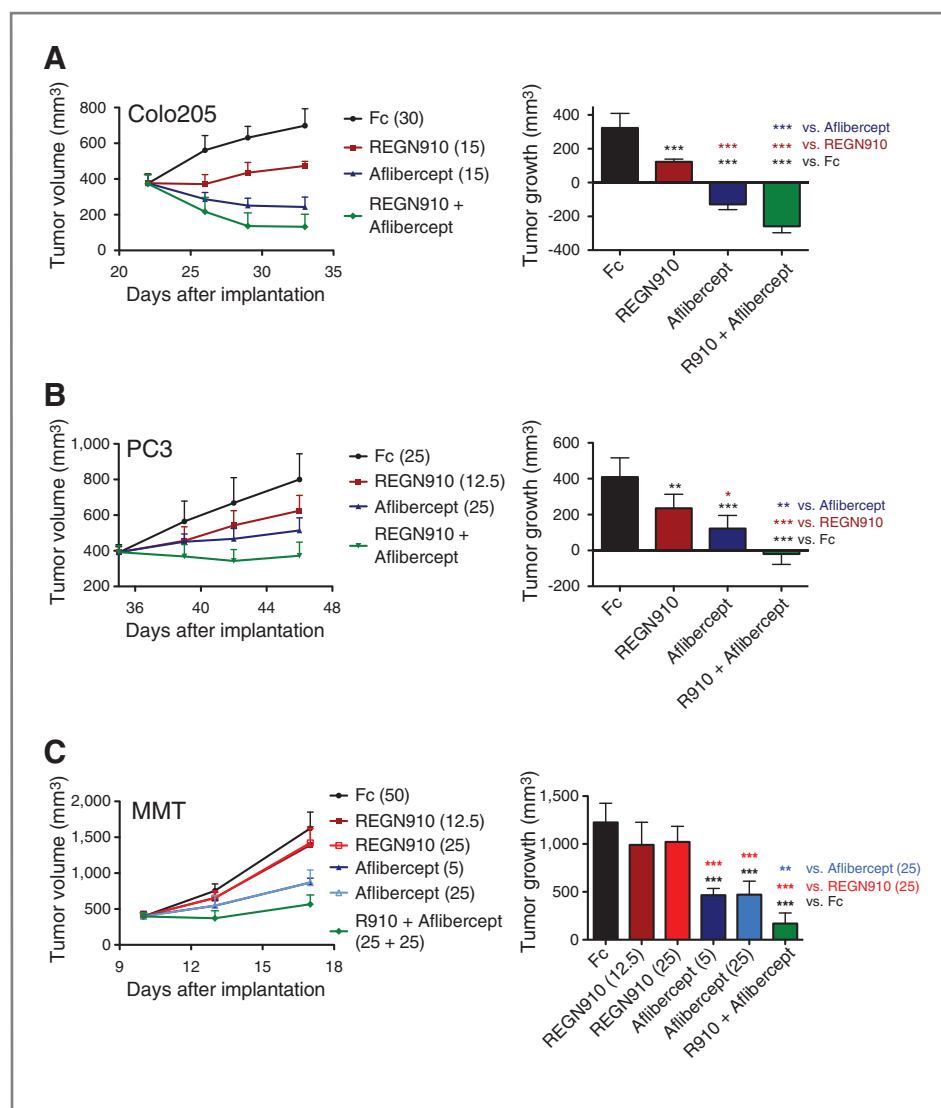 A
Tumor volume (mm3)
800
600
400
200
0
Colo205
20 25 30 35
Days after implantation
Fc (30)
REGN910 (15)
Aflibercept (15)
REGN910 +
Aflibercept
Tumor growth (mm3)
400
200
0
-200
-400
***
***
***
*** vs. Aflibercept
*** vs. REGN910
*** vs. Fc
Fc
REGN910
Aflibercept
R910 + Aflibercept
B
Tumor volume (mm3)
1,000
800
600
400
200
PC3
36 40 44 48
Days after implantation
Fc (25)
REGN910 (12.5)
Aflibercept (25)
REGN910 +
Aflibercept
Tumor growth (mm3)
600
400
200
0
-200
**
*
***
** vs. Aflibercept
*** vs. REGN910
*** vs. Fc
Fc
REGN910
Aflibercept
R910 + Aflibercept
C
Tumor volume (mm3)
2,000
1,500
1,000
500
0
MMT
9 12 15 18
Days after implantation
Fc (50)
REGN910 (12.5)
REGN910 (25)
Aflibercept (5)
Aflibercept (25)
R910 + Aflibercept
(25 + 25)
Tumor growth (mm3)
1,500
1,000
500
0
***
***
***
***
** vs. Aflibercept (25)
*** vs. REGN910 (25)
*** vs. Fc
Fc
REGN910 (12.5)
REGN910 (25)
Aflibercept (5)
Aflibercept (25)
R910 + Aflibercept